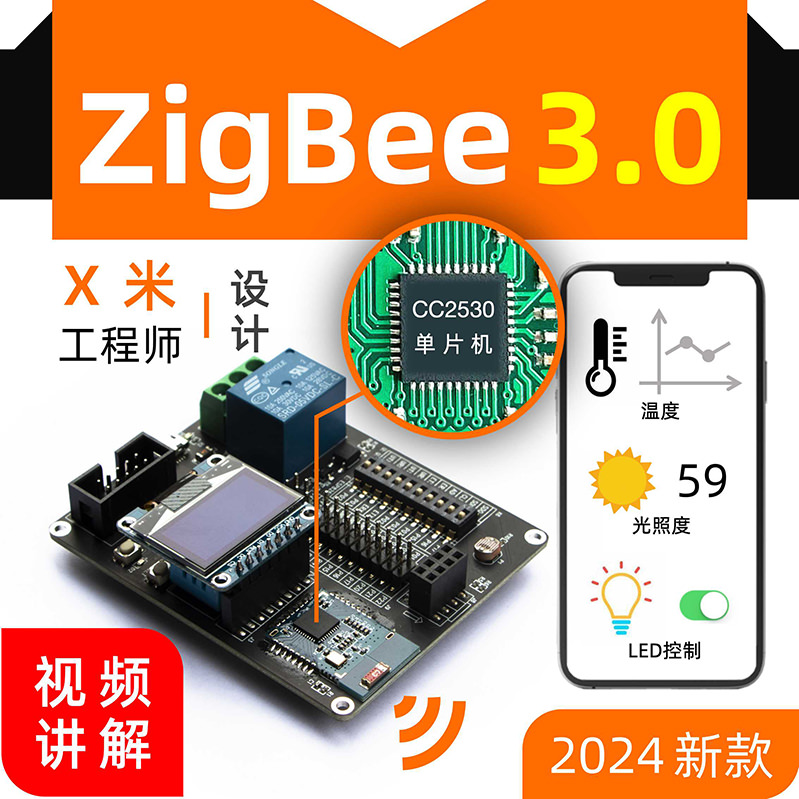 ZigBee 3.0
X 米
工程师
设
计
CC2530
单片机
SONGLE
温度
59
光照度
LED控制
视频
讲解
2024 新款